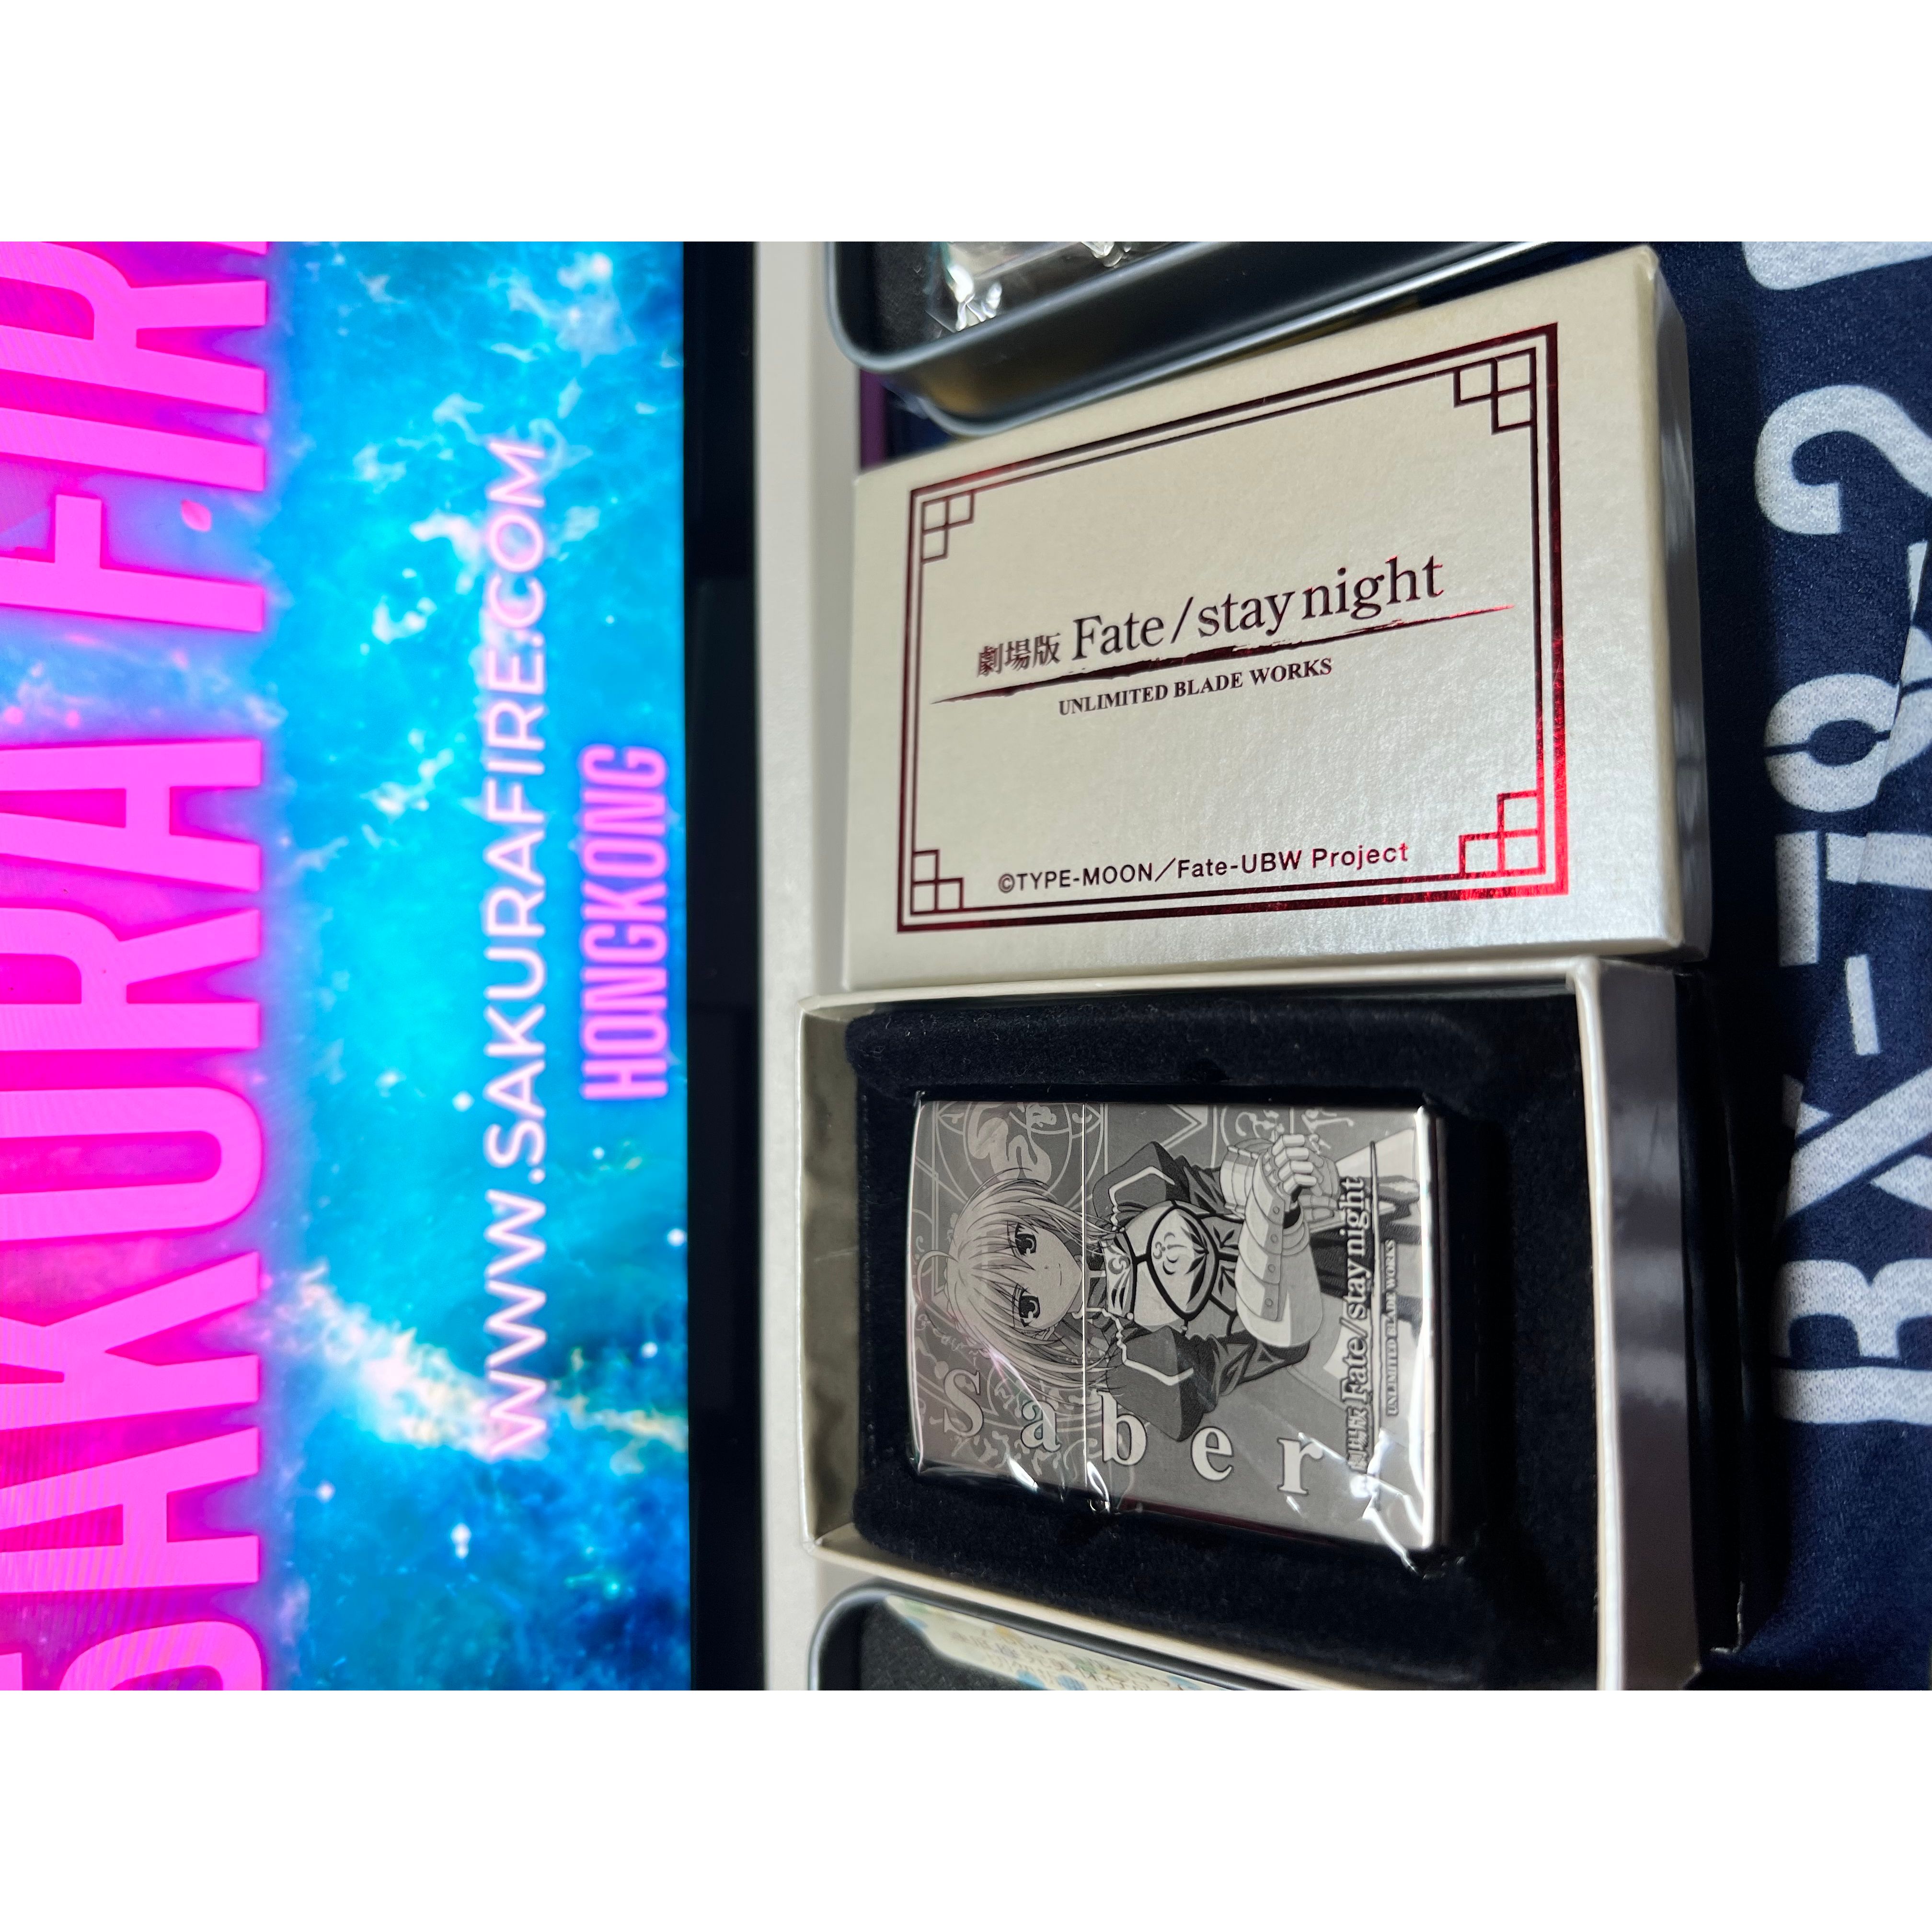 SAKURA FIR
WWW.SAKURAFIRE.COM
HONGKONG
劇場版 Fate/stay night
UNLIMITED BLADE WORKS
©TYPE-MOON/Fate-UBW Project
Saber
劇場版 Fate/stay night
UNLIMITED BLADE WORKS